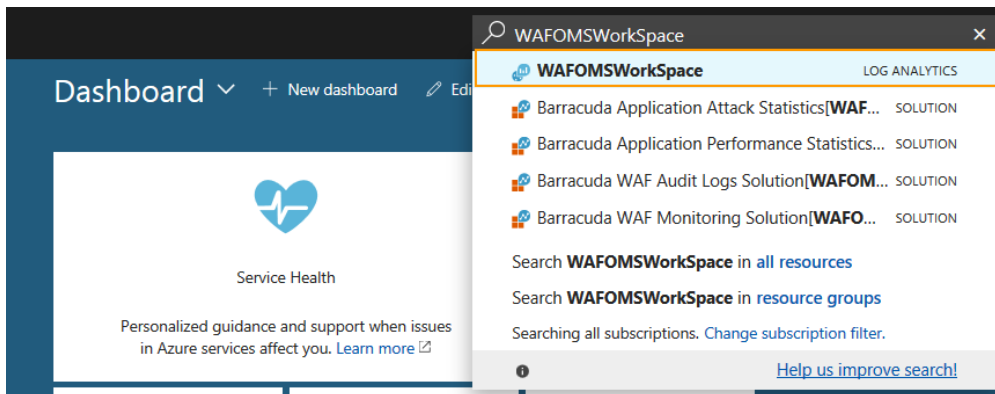 WAFOMSWorkSpace
Dashboard
+ New dashboard
Edi
WAFOMSWorkSpace LOG ANALYTICS
Barracuda Application Attack Statistics[WAF... SOLUTION
Barracuda Application Performance Statistics... SOLUTION
Barracuda WAF Audit Logs Solution[WAFOM... SOLUTION
Barracuda WAF Monitoring Solution[WAFO... SOLUTION
Search WAFOMSWorkSpace in all resources
Search WAFOMSWorkSpace in resource groups
Searching all subscriptions. Change subscription filter.
Help us improve search!
Service Health
Personalized guidance and support when issues
in Azure services affect you. Learn more